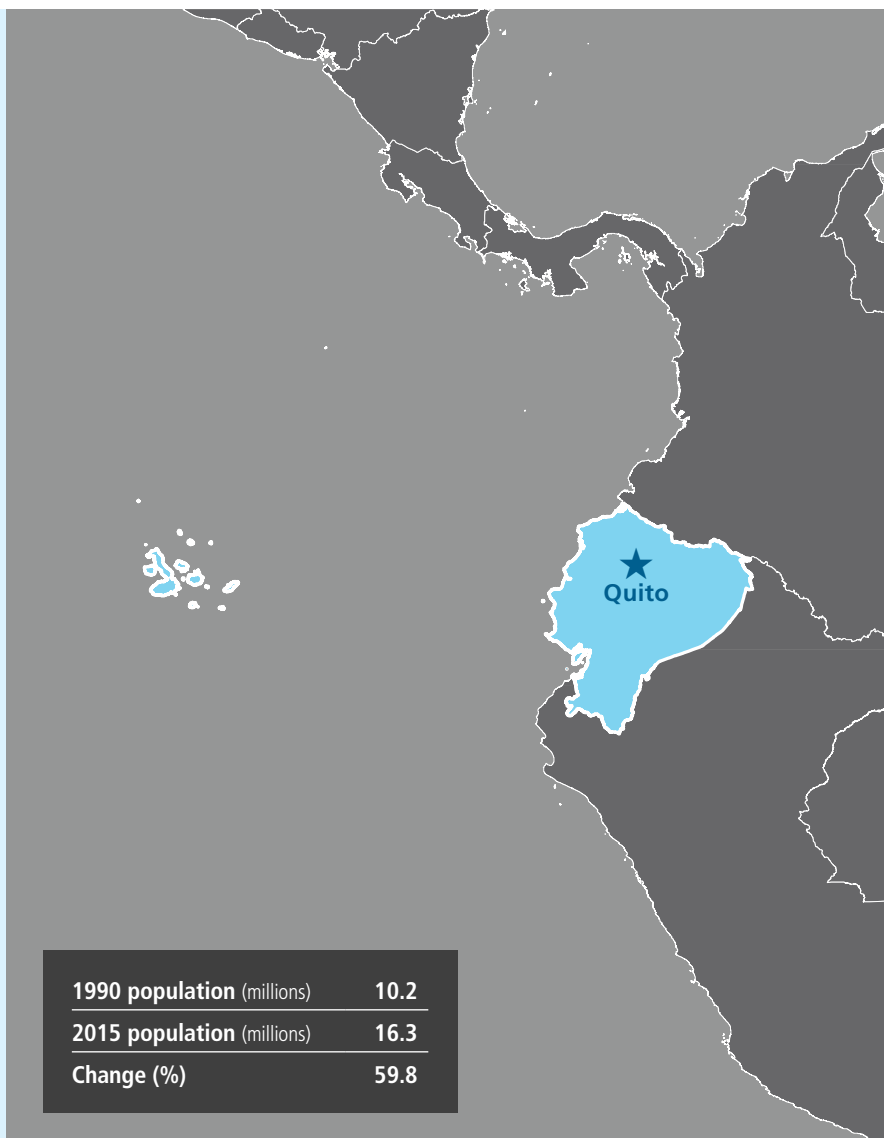 Quito
1990 population (millions) 10.2
2015 population (millions) 16.3
Change (%) 59.8